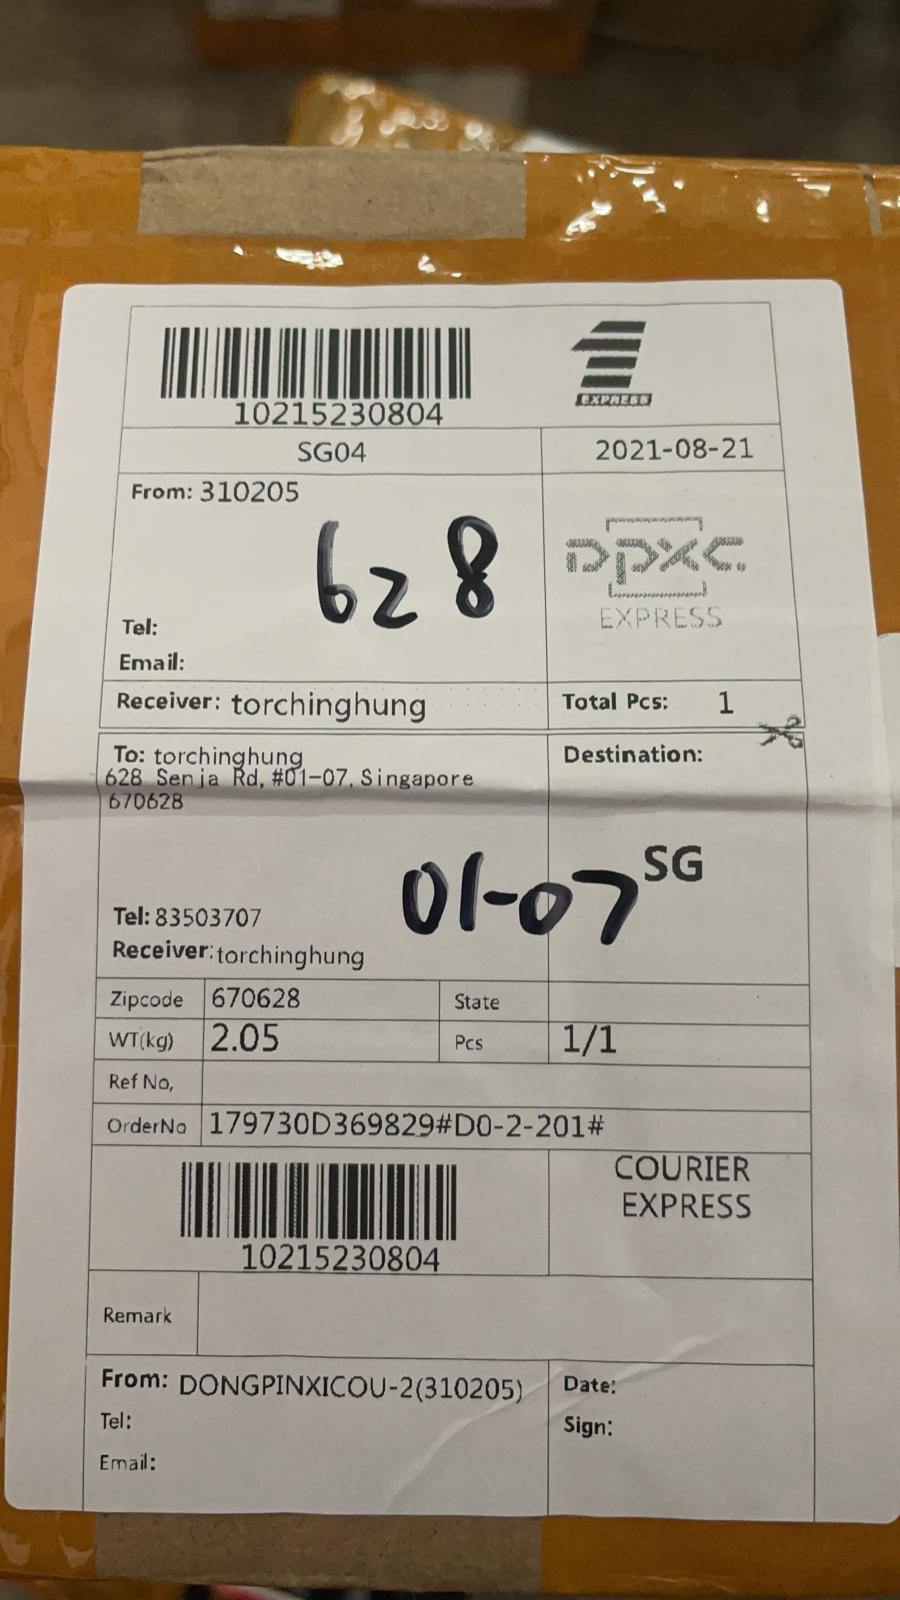 10215230804
EXPRESS
SG04
2021-08-21
From: 310205
628
DPXC.
EXPRESS
Tel:
Email:
Receiver: torchinghung
Total Pcs: 1
To: torchinghung
628 Senja Rd, #01-07, Singapore
670628
Destination:
SG
01-07
Tel: 83503707
Receiver: torchinghung
Zipcode 670628 State
WT(kg) 2.05 Pcs 1/1
Ref No,
OrderNo 179730D369829#D0-2-201#
10215230804
COURIER
EXPRESS
Remark
From: DONGPINXICOU-2(310205)
Tel:
Email:
Date:
Sign: